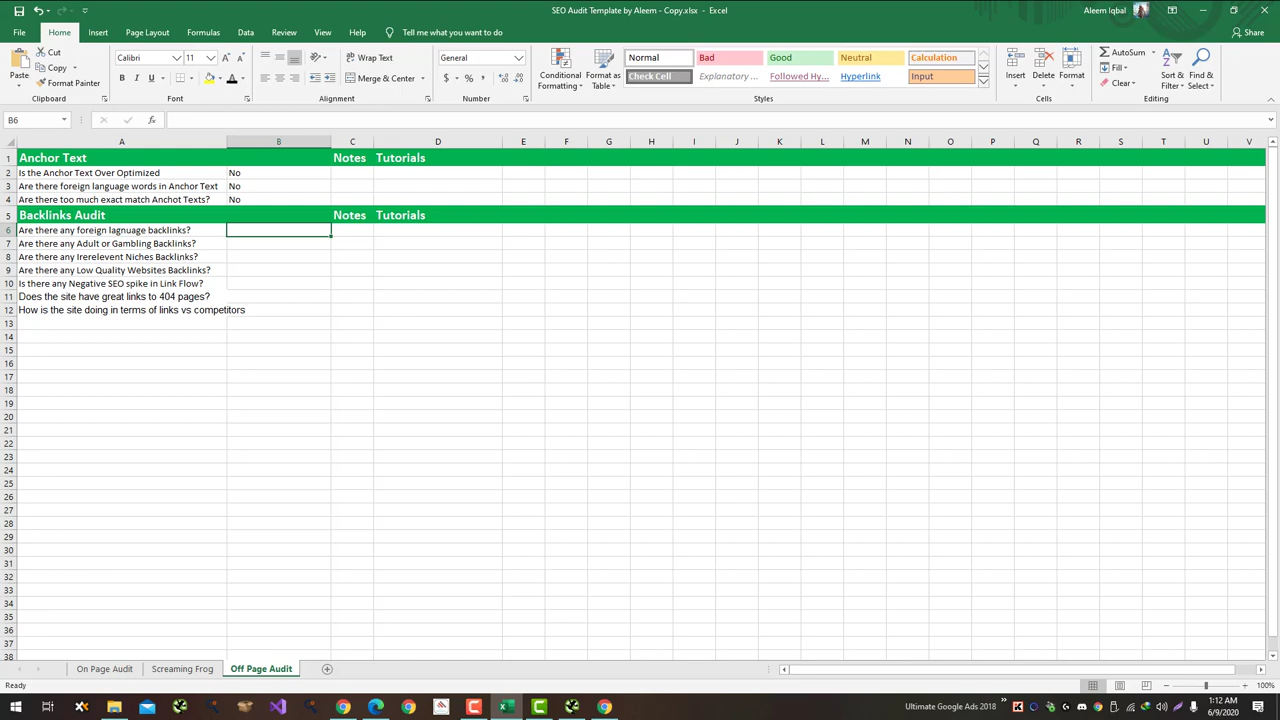 SEO Audit Template by Aleem - Copy.xlsx - Excel
Aleem Iqbal
File Home Insert Page Layout Formulas Data Review View Help Tell me what you want to do
Share
Paste
Cut
Copy
Format Painter
Clipboard
Calibri 11
B I U
Font
Wrap Text
Merge & Center
Alignment
General
$ % ,
Number
Conditional Formatting
Format as Table
Normal Bad Good Neutral Calculation
Check Cell Explanatory ... Followed Hy... Hyperlink Input
Styles
Insert Delete Format
Cells
AutoSum
Fill
Clear
Sort & Filter
Find & Select
Editing
B6
fx
A B C D E F G H I J K L M N O P Q R S T U V
1 Anchor Text Notes Tutorials
2 Is the Anchor Text Over Optimized No
3 Are there foreign language words in Anchor Text No
4 Are there too much exact match Anchot Texts? No
5 Backlinks Audit Notes Tutorials
6 Are there any foreign lagnuage backlinks?
7 Are there any Adult or Gambling Backlinks?
8 Are there any Irerelevent Niches Backlinks?
9 Are there any Low Quality Websites Backlinks?
10 Is there any Negative SEO spike in Link Flow?
11 Does the site have great links to 404 pages?
12 How is the site doing in terms of links vs competitors
13
14
15
16
17
18
19
20
21
22
23
24
25
26
27
28
29
30
31
32
33
34
35
36
37
38
On Page Audit Screaming Frog Off Page Audit
Ready
100%
Ultimate Google Ads 2018
1:12 AM
6/9/2020